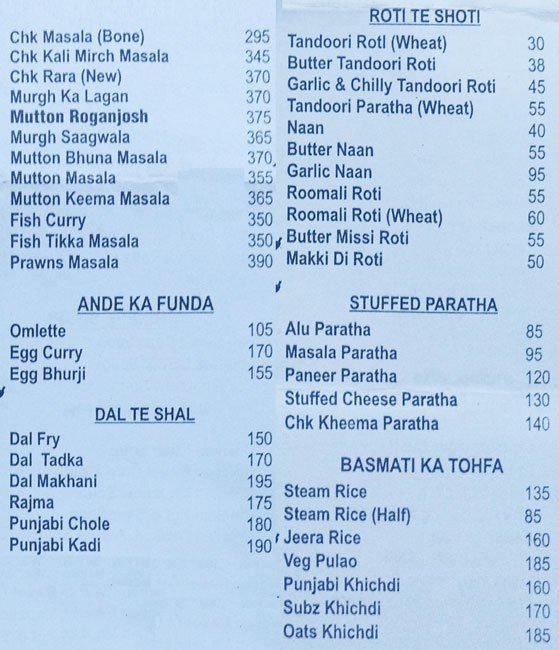 Chk Masala (Bone) 295
Chk Kali Mirch Masala 345
Chk Rara (New) 370
Murgh Ka Lagan 370
Mutton Roganjosh 375
Murgh Saagwala 365
Mutton Bhuna Masala 370
Mutton Masala 355
Mutton Keema Masala 365
Fish Curry 350
Fish Tikka Masala 350
Prawns Masala 390
ANDE KA FUNDA
Omlette 105
Egg Curry 170
Egg Bhurji 155
DAL TE SHAL
Dal Fry 150
Dal Tadka 170
Dal Makhani 195
Rajma 175
Punjabi Chole 180
Punjabi Kadi 190
ROTI TE SHOTI
Tandoori Rotl (Wheat) 30
Butter Tandoori Roti 38
Garlic & Chilly Tandoori Roti 45
Tandoori Paratha (Wheat) 55
Naan 40
Butter Naan 55
Garlic Naan 95
Roomali Roti 55
Roomali Roti (Wheat) 60
Butter Missi Roti 55
Makki Di Roti 50
STUFFED PARATHA
Alu Paratha 85
Masala Paratha 95
Paneer Paratha 120
Stuffed Cheese Paratha 130
Chk Kheema Paratha 140
BASMATI KA TOHFA
Steam Rice 135
Steam Rice (Half) 85
Jeera Rice 160
Veg Pulao 185
Punjabi Khichdi 160
Subz Khichdi 170
Oats Khichdi 185